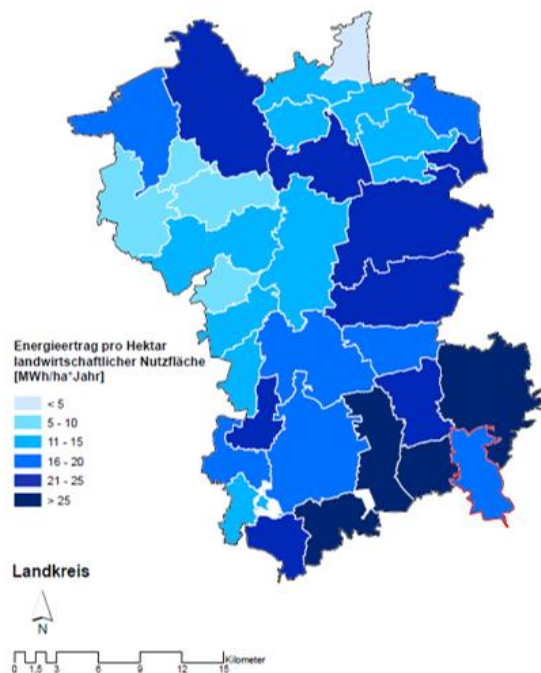 Energieertrag pro Hektar
landwirtschaftlicher Nutzfläche
[MWh/ha*Jahr]
< 5
5 - 10
11 - 15
16 - 20
21 - 25
> 25
Landkreis
N
Kilometer
0 1.5 3 6 9 12 15